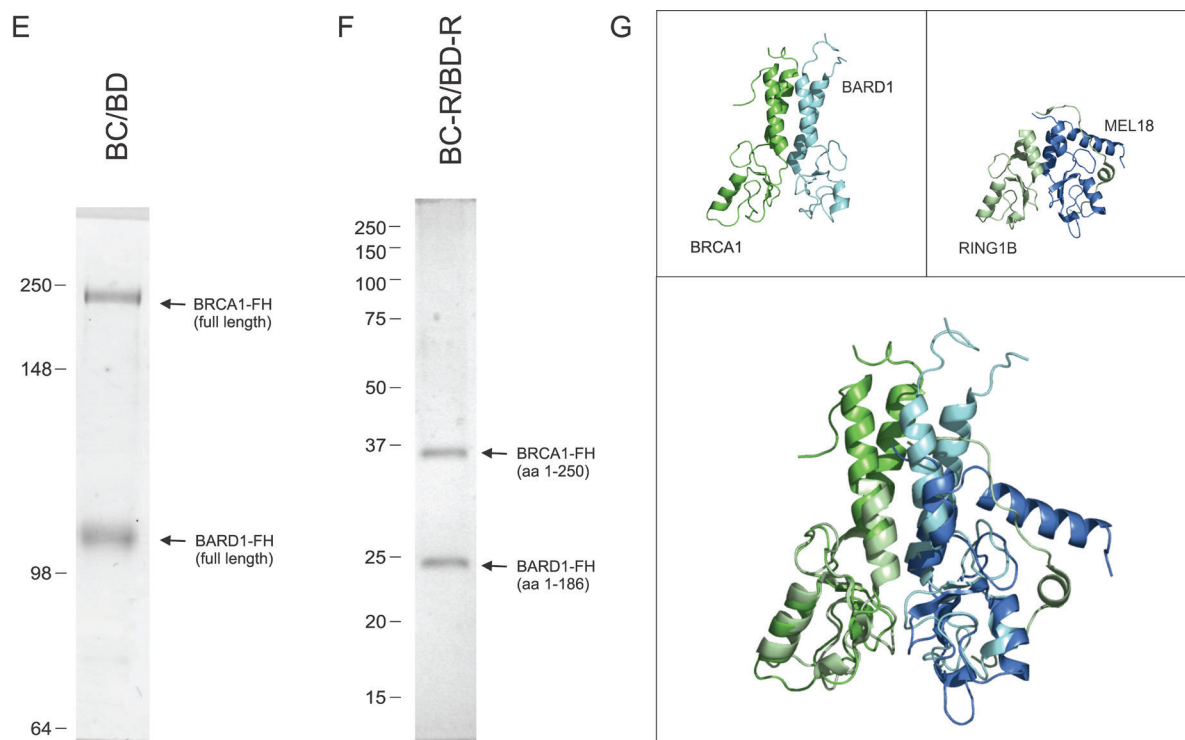 E
BC/BD
250
148
98
64
BRCA1-FH
(full length)
BARD1-FH
(full length)
F
BC-R/BD-R
250
150
100
75
50
37
25
20
15
BRCA1-FH
(aa 1-250)
BARD1-FH
(aa 1-186)
G
BARD1
BRCA1
MEL18
RING1B